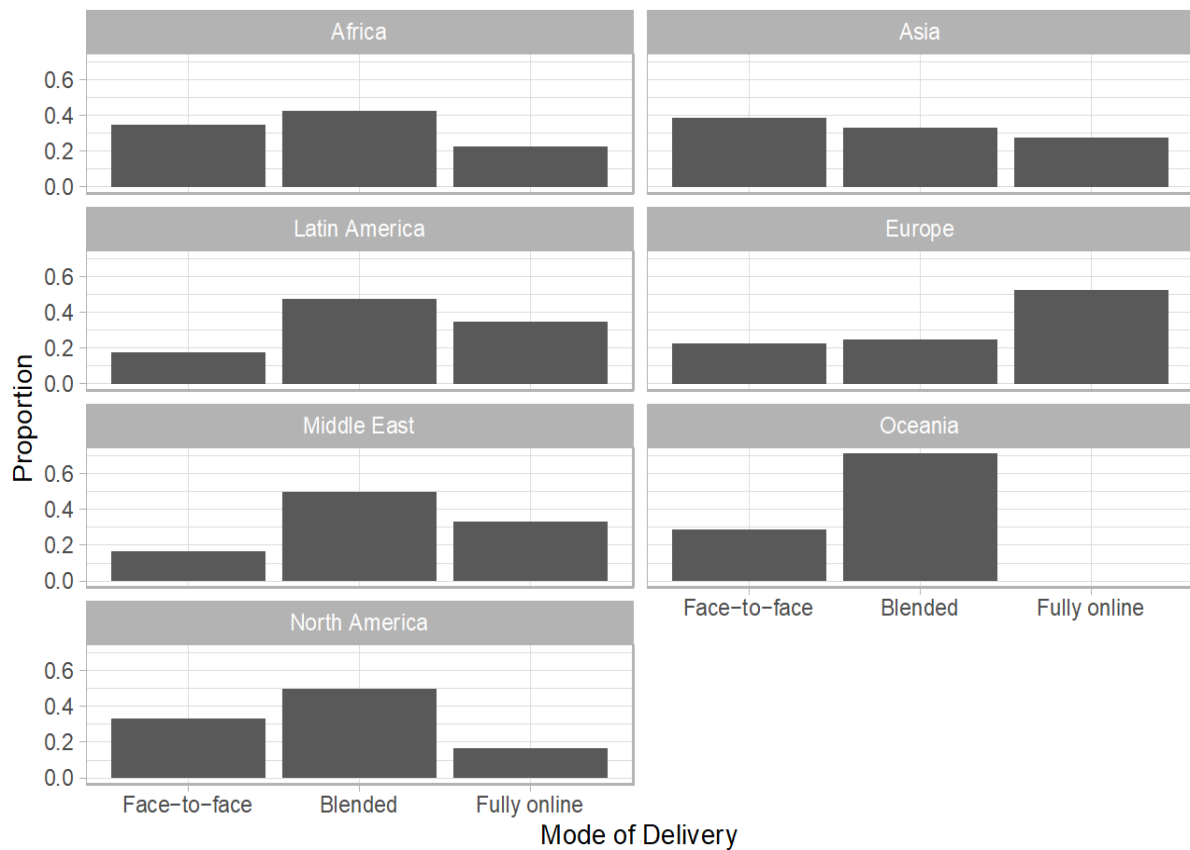 Africa
Asia
0.6
0.4
0.2
0.0
Latin America
Europe
0.6
0.4
0.2
0.0
Middle East
Oceania
0.6
0.4
0.2
0.0
Face−to−face Blended Fully online
North America
0.6
0.4
0.2
0.0
Face−to−face Blended Fully online
Mode of Delivery
Proportion